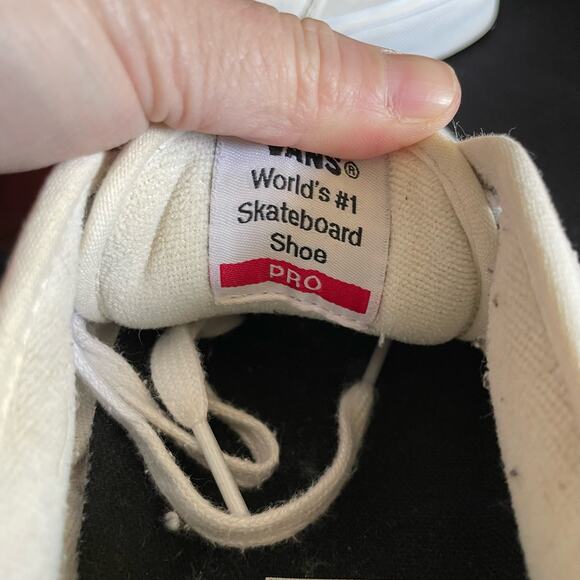 VANS®
World's #1
Skateboard
Shoe
PRO